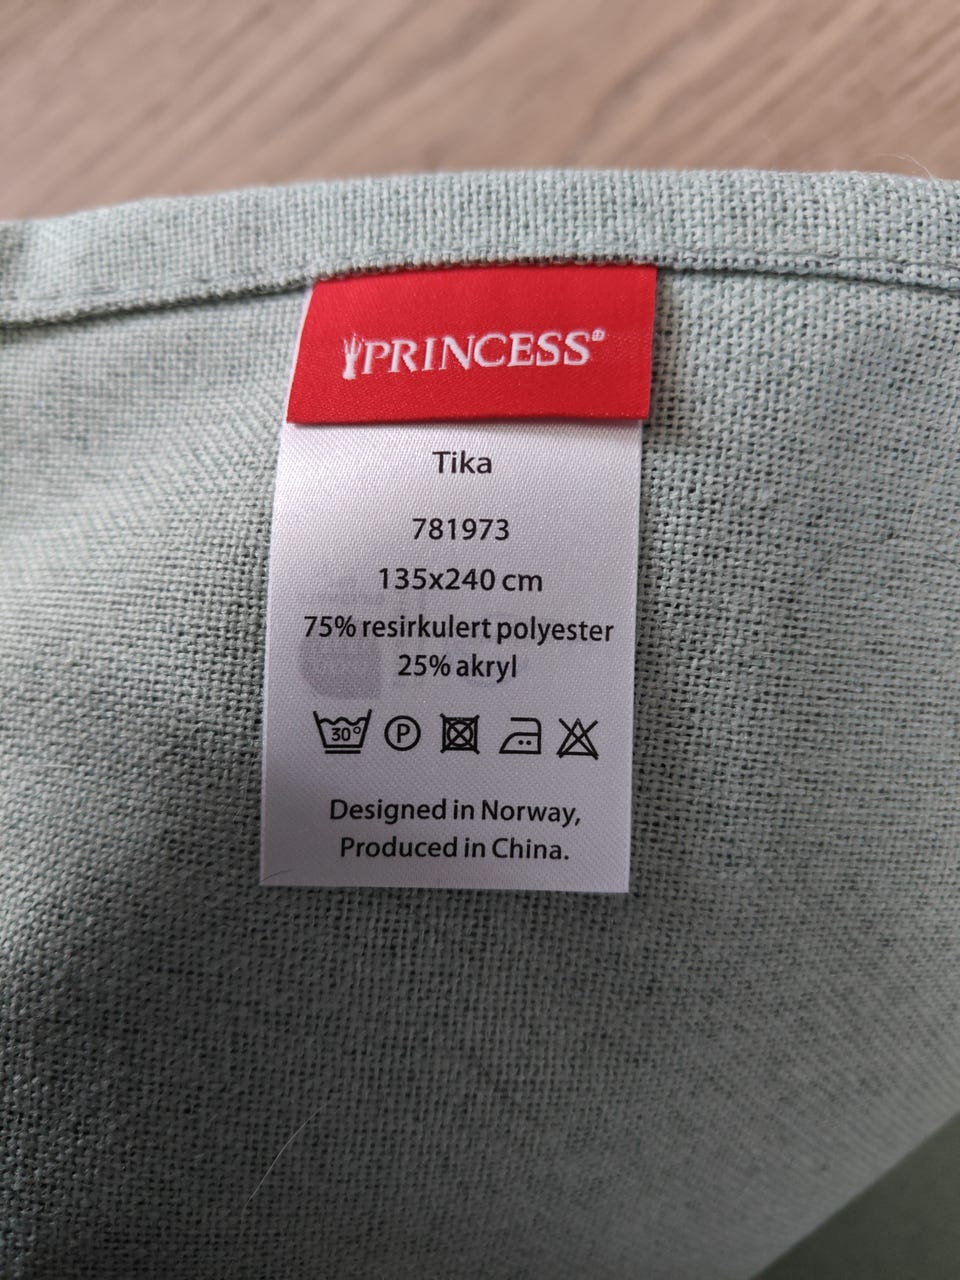 PRINCESS®
Tika
781973
135x240 cm
75% resirkulert polyester
25% akryl
30° P
Designed in Norway,
Produced in China.